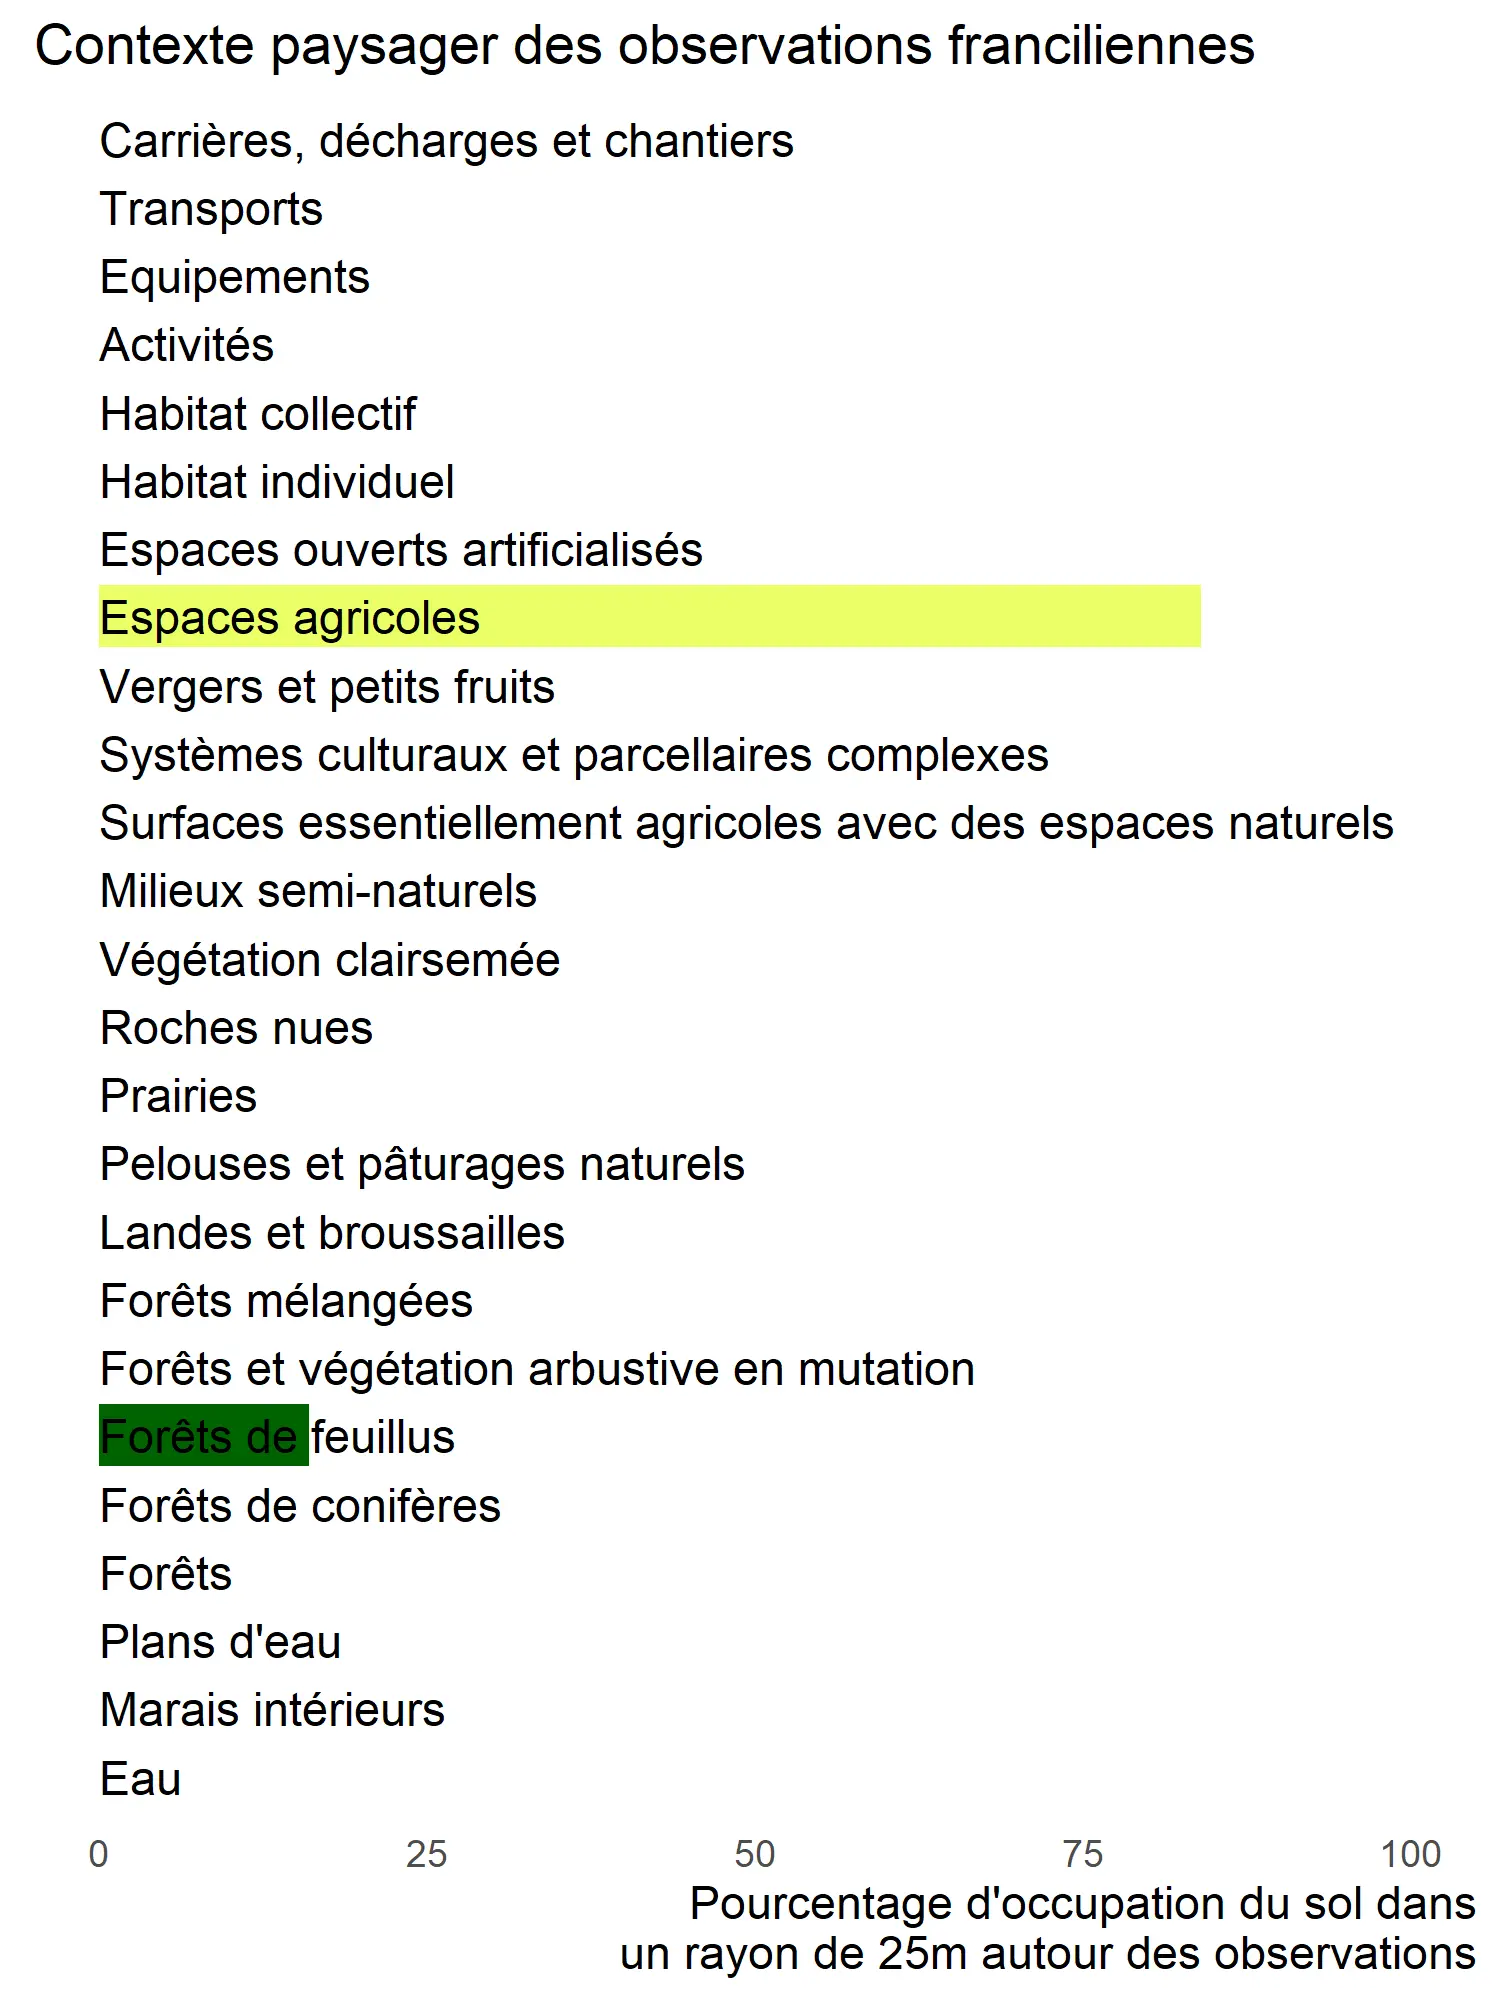 Contexte paysager des observations franciliennes
Carrières, décharges et chantiers
Transports
Equipements
Activités
Habitat collectif
Habitat individuel
Espaces ouverts artificialisés
Espaces agricoles
Vergers et petits fruits
Systèmes culturaux et parcellaires complexes
Surfaces essentiellement agricoles avec des espaces naturels
Milieux semi-naturels
Végétation clairsemée
Roches nues
Prairies
Pelouses et pâturages naturels
Landes et broussailles
Forêts mélangées
Forêts et végétation arbustive en mutation
Forêts de feuillus
Forêts de conifères
Forêts
Plans d'eau
Marais intérieurs
Eau
0 25 50 75 100
Pourcentage d'occupation du sol dans
un rayon de 25m autour des observations